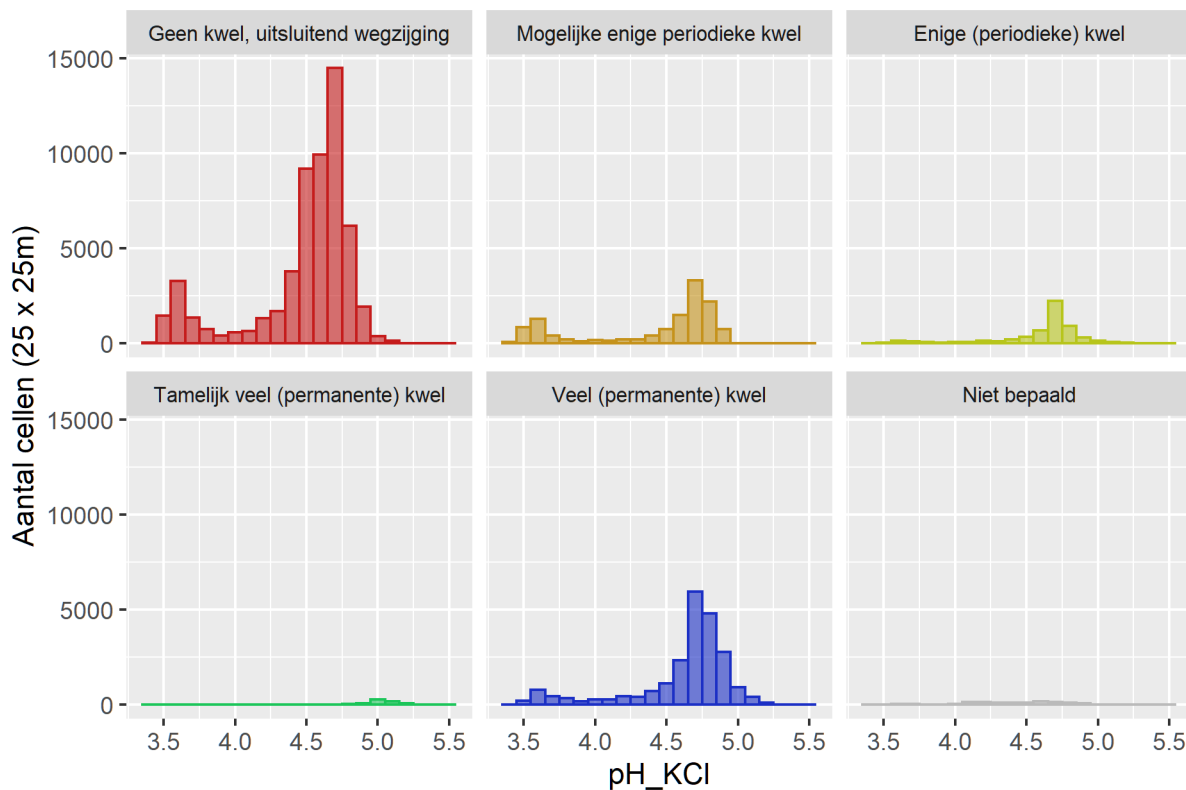 Geen kwel, uitsluitend wegzijging
Mogelijke enige periodieke kwel
Enige (periodieke) kwel
15000
10000
5000
0
Tamelijk veel (permanente) kwel
Veel (permanente) kwel
Niet bepaald
15000
10000
5000
0
3.5 4.0 4.5 5.0 5.5
3.5 4.0 4.5 5.0 5.5
3.5 4.0 4.5 5.0 5.5
pH_KCl
Aantal cellen (25 x 25m)